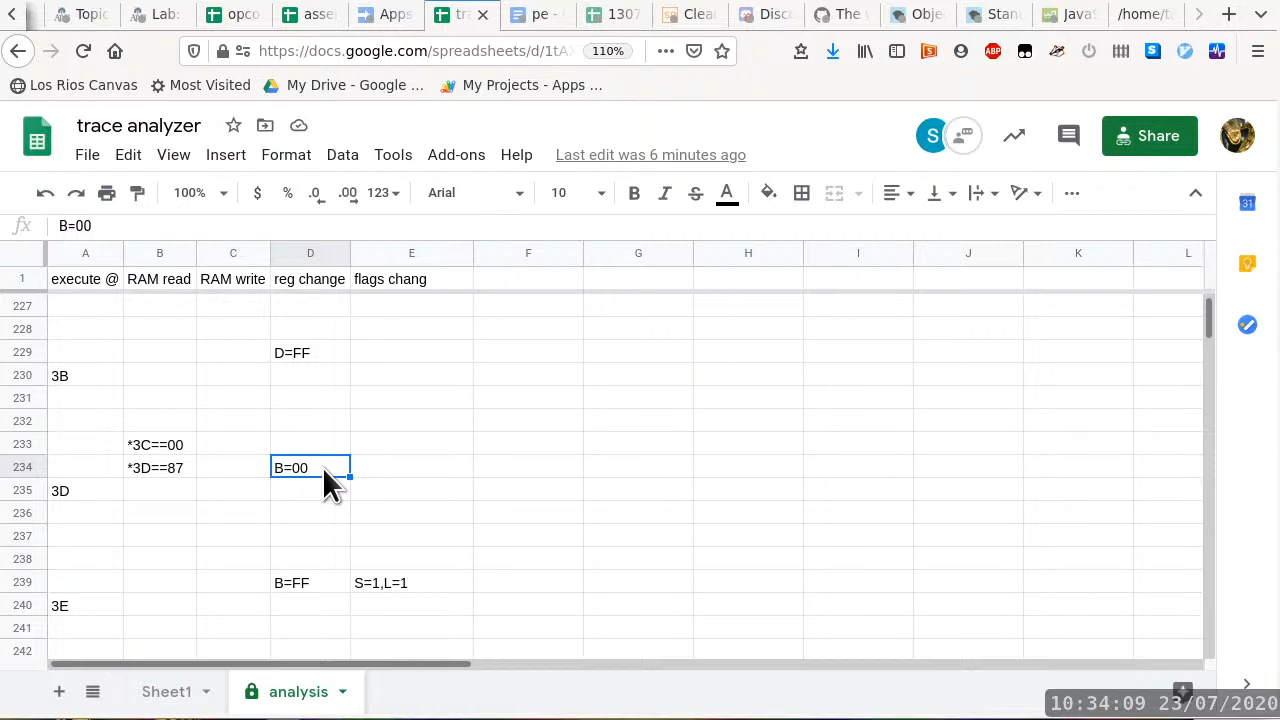 Topic
Lab:
opco
asse
Apps
tra
pe -
1307
Clea
Disc
The
Obje
Stan
JavaS
/home/ta
https://docs.google.com/spreadsheets/d/1tA
110%
Los Rios Canvas
Most Visited
My Drive - Google ...
My Projects - Apps ...
trace analyzer
S
Share
File Edit View Insert Format Data Tools Add-ons Help
Last edit was 6 minutes ago
100% $ % .0 .00 123 Arial 10 B I S A
fx B=00
A B C D E F G H I J K L
1 execute @ RAM read RAM write reg change flags chang
227
228
229 D=FF
230 3B
231
232
233 *3C==00
234 *3D==87 B=00
235 3D
236
237
238
239 B=FF S=1,L=1
240 3E
241
242
Sheet1
analysis
10:34:09 23/07/2020